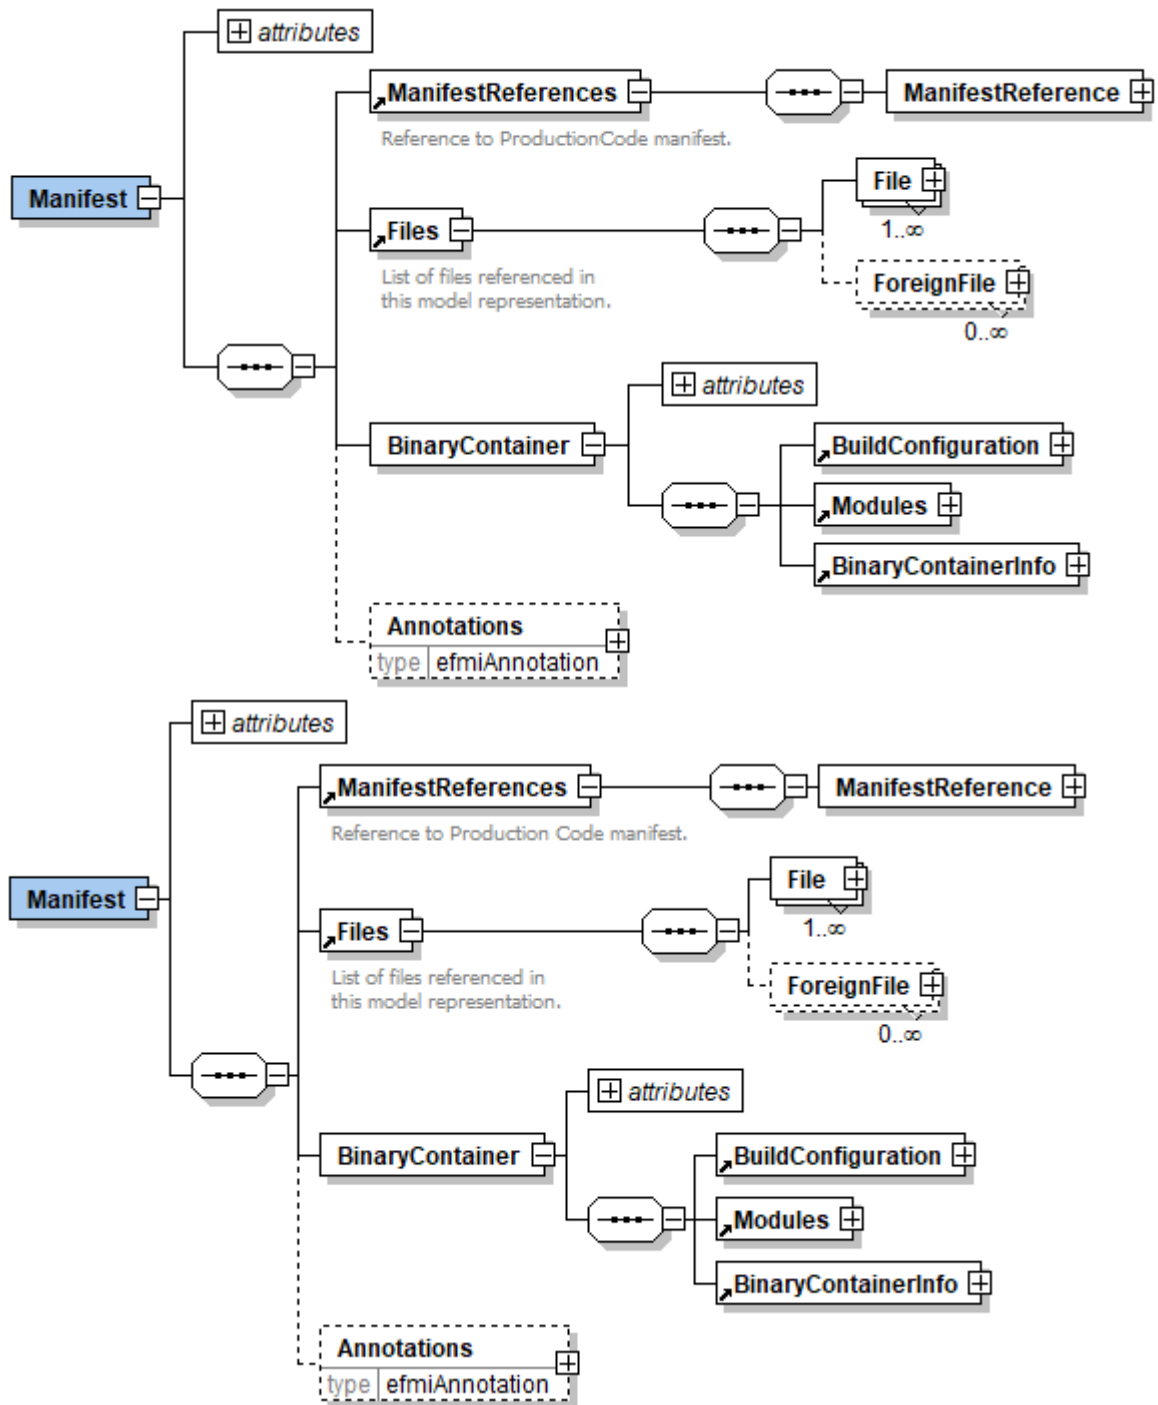 attributes
ManifestReferences
ManifestReference
Reference to ProductionCode manifest.
File
Manifest
1..∞
Files
List of files referenced in
this model representation.
ForeignFile
0..∞
attributes
BinaryContainer
BuildConfiguration
Modules
BinaryContainerInfo
Annotations
type efmiAnnotation
attributes
ManifestReferences
ManifestReference
Reference to Production Code manifest.
File
Manifest
1..∞
Files
List of files referenced in
this model representation.
ForeignFile
0..∞
attributes
BinaryContainer
BuildConfiguration
Modules
BinaryContainerInfo
Annotations
type efmiAnnotation